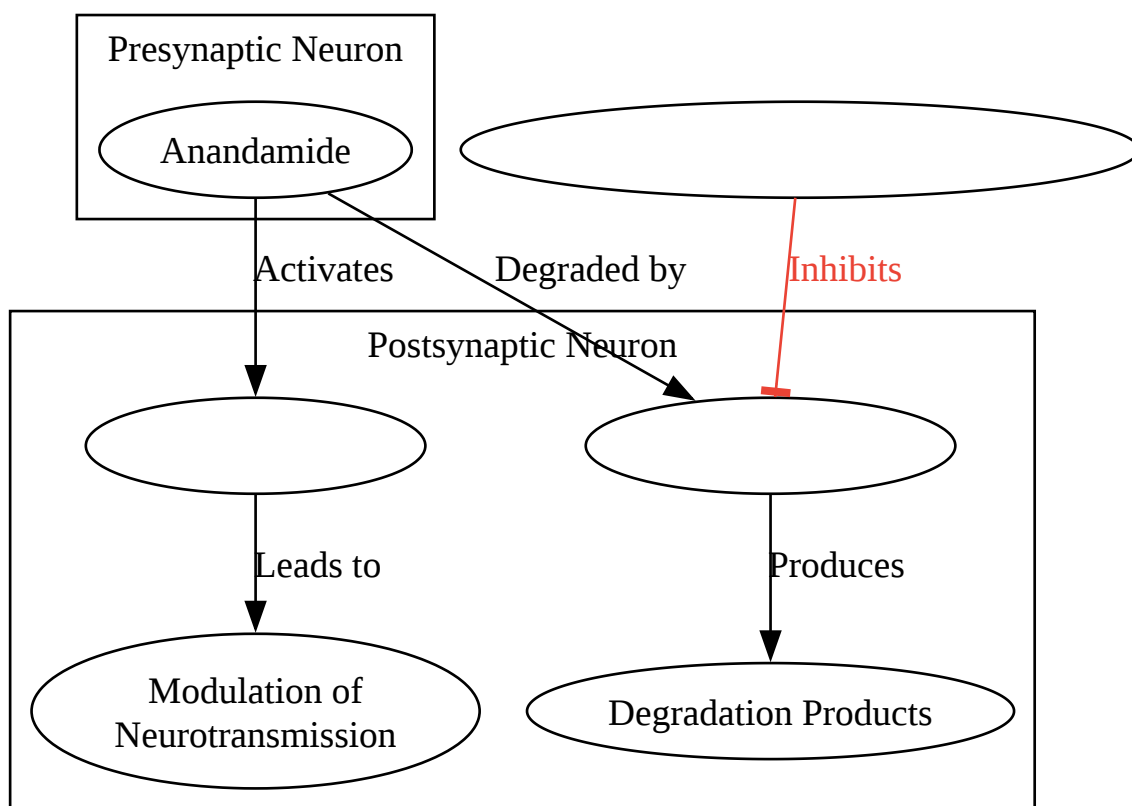 Presynaptic Neuron
Anandamide
Activates
Degraded by
Inhibits
Postsynaptic Neuron
Leads to
Produces
Modulation of
Neurotransmission
Degradation Products